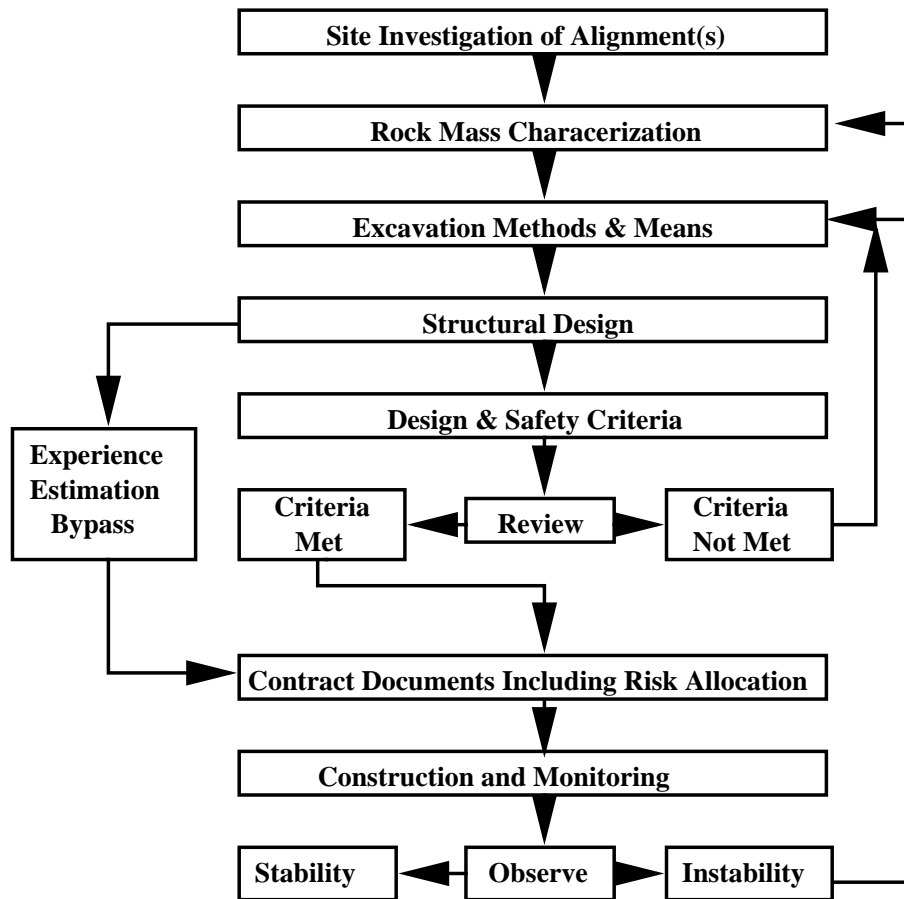 Site Investigation of Alignment(s)
Rock Mass Characerization
Excavation Methods & Means
Structural Design
Design & Safety Criteria
Experience
Estimation
Bypass
Criteria
Met
Review
Criteria
Not Met
Contract Documents Including Risk Allocation
Construction and Monitoring
Stability
Observe
Instability